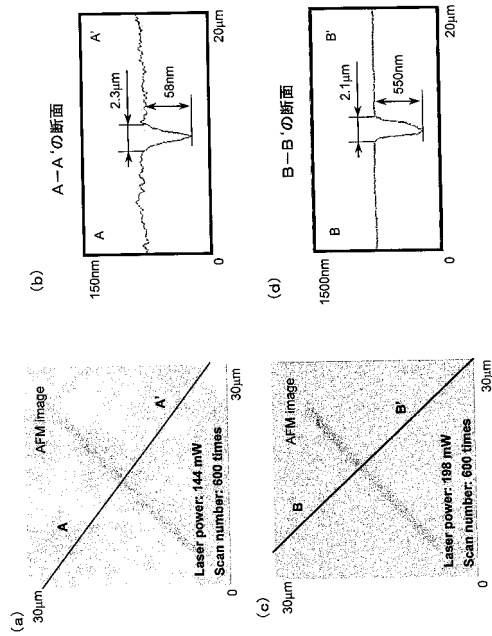 (a)
30μm
AFM image
A
A'
Laser power: 144 mW
Scan number: 600 times
0
30μm
(b)
A－A'の断面
150nm
A
A'
2.3μm
58nm
0
20μm
(c)
30μm
AFM image
B
B'
Laser power: 198 mW
Scan number: 600 times
0
30μm
(d)
B－B'の断面
1500nm
B
B'
2.1μm
550nm
0
20μm